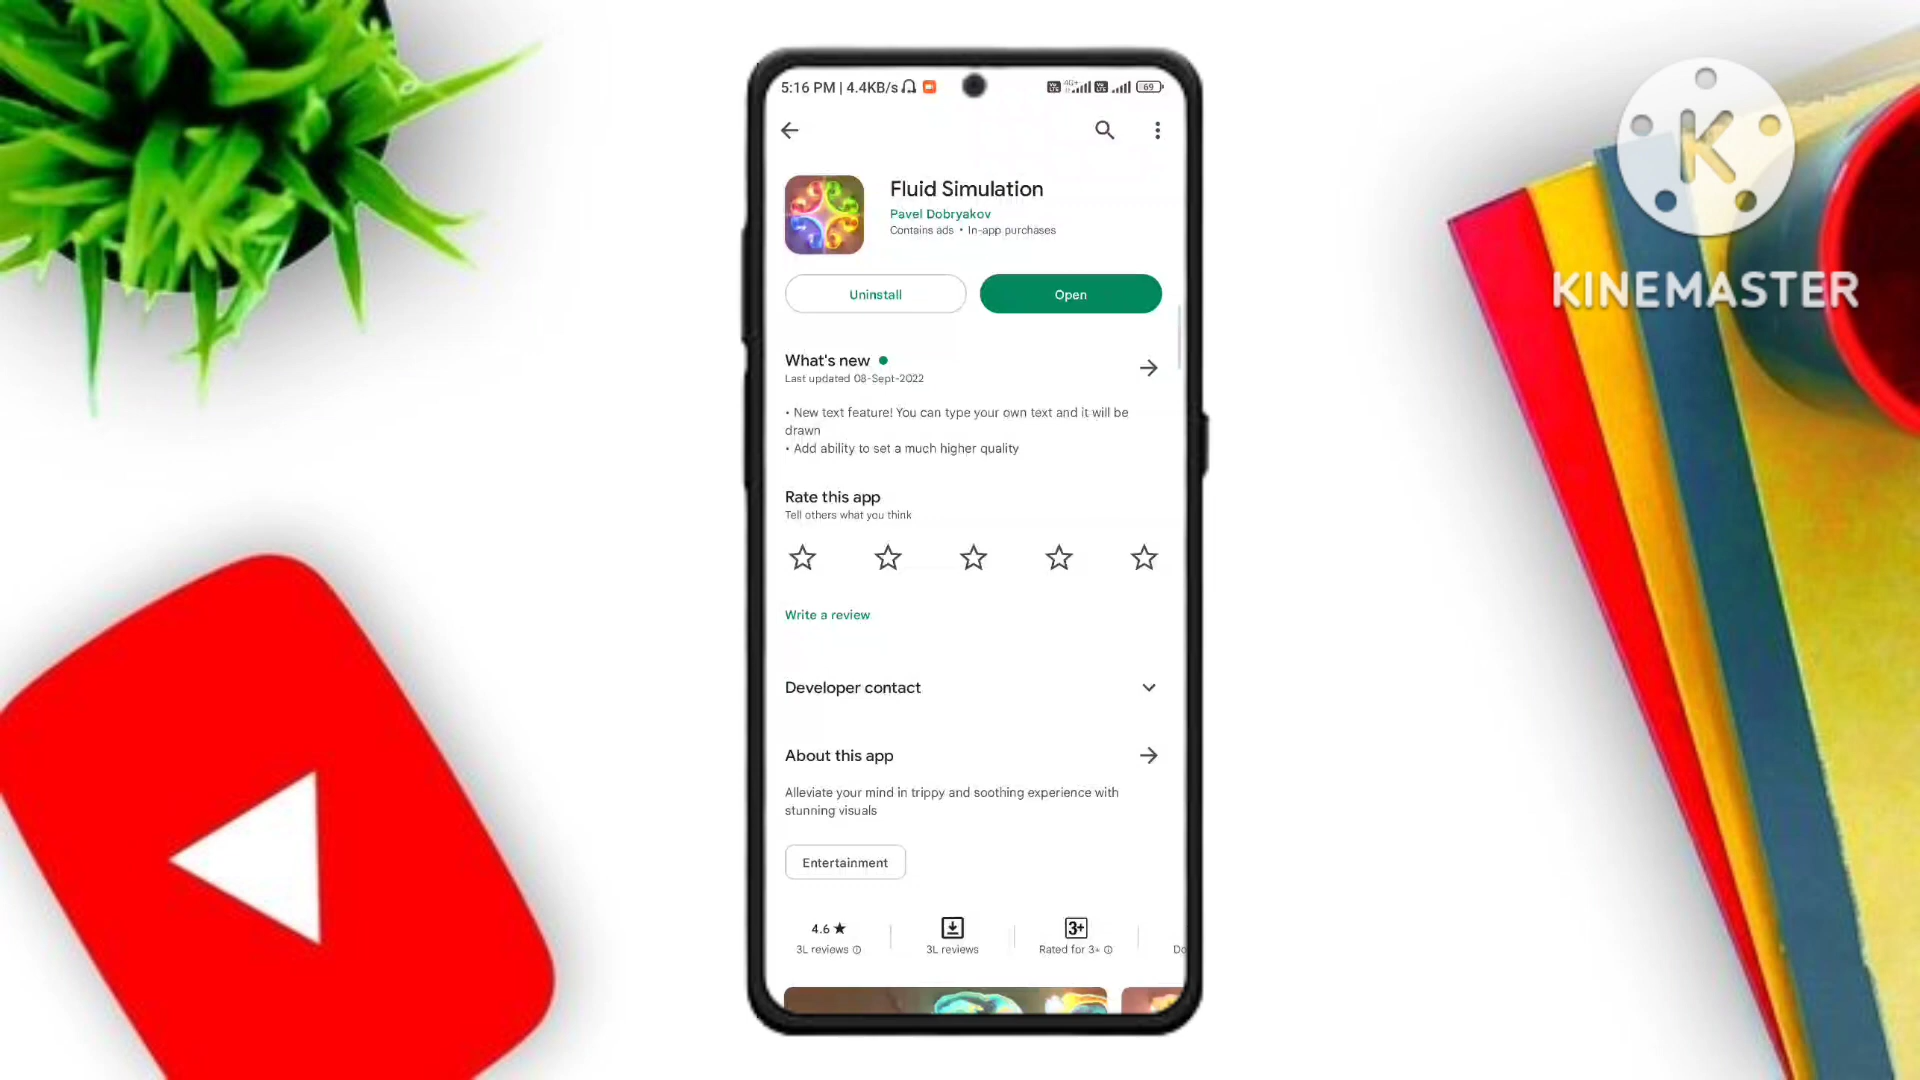 5:16 PM | 4.4KB/s
4G+
69
KINEMASTER
Fluid Simulation
Pavel Dobryakov
Contains ads • In-app purchases
Uninstall
Open
What's new
Last updated 08-Sept-2022
• New text feature! You can type your own text and it will be
drawn
• Add ability to set a much higher quality
Rate this app
Tell others what you think
Write a review
Developer contact
About this app
Alleviate your mind in trippy and soothing experience with
stunning visuals
Entertainment
4.6 ★
3L reviews
3L reviews
3+
Rated for 3+
Do